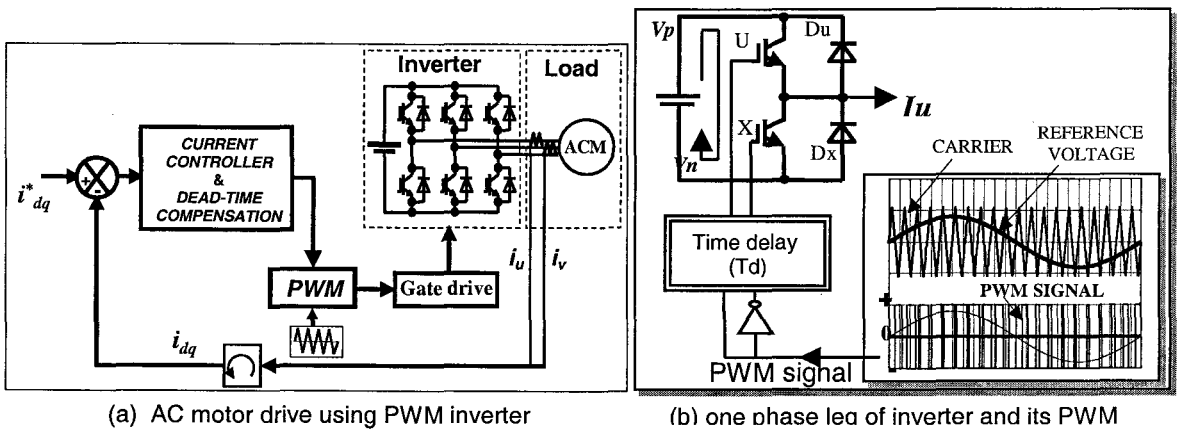 Inverter
Load
ACM
CURRENT
CONTROLLER
&
DEAD-TIME
COMPENSATION
+
-
i*dq
iu
iv
PWM
Gate drive
idq
(a) AC motor drive using PWM inverter
Vp
U
Du
Iu
X
Dx
Vn
REFERENCE
VOLTAGE
CARRIER
Time delay
(Td)
PWM SIGNAL
+
0
-
PWM signal
(b) one phase leg of inverter and its PWM